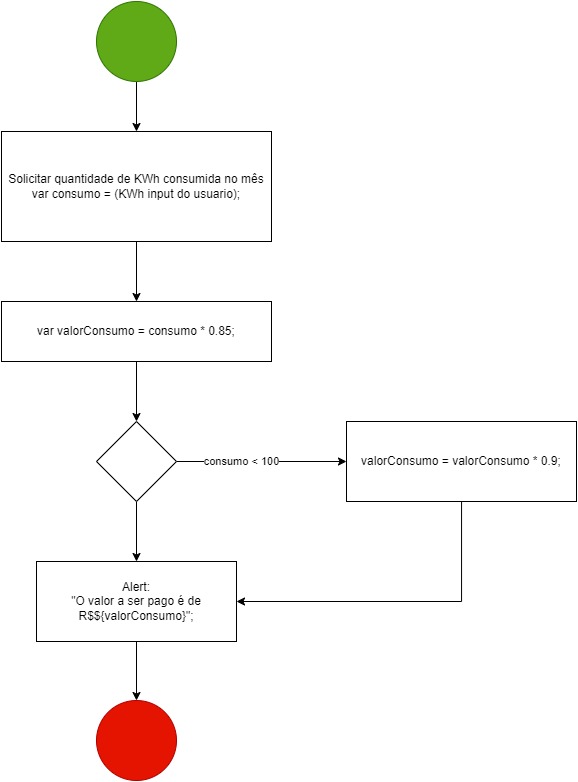 Solicitar quantidade de KWh consumida no mês
var consumo = (KWh input do usuario);
var valorConsumo = consumo * 0.85;
consumo < 100
valorConsumo = valorConsumo * 0.9;
Alert:
"O valor a ser pago é de
R$${valorConsumo}";